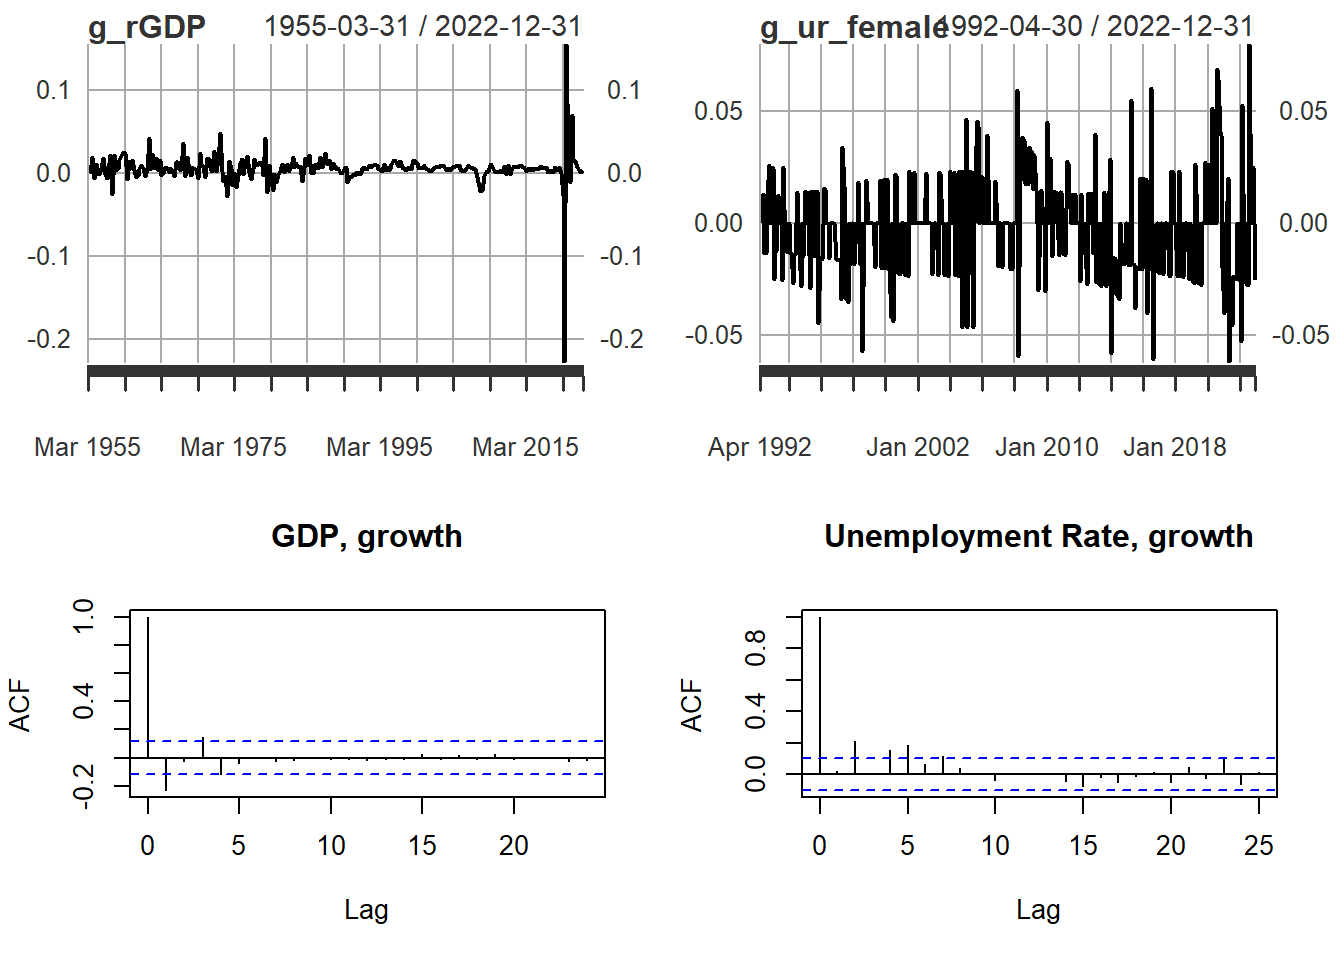 g_rGDP 1955-03-31 / 2022-12-31
0.1 0.1
0.0 0.0
-0.1 -0.1
-0.2 -0.2
Mar 1955 Mar 1975 Mar 1995 Mar 2015
g_ur_female 1992-04-30 / 2022-12-31
0.05 0.05
0.00 0.00
-0.05 -0.05
Apr 1992 Jan 2002 Jan 2010 Jan 2018
GDP, growth
ACF
1.0
0.4
-0.2
0 5 10 15 20
Lag
Unemployment Rate, growth
ACF
0.8
0.4
0.0
0 5 10 15 20 25
Lag